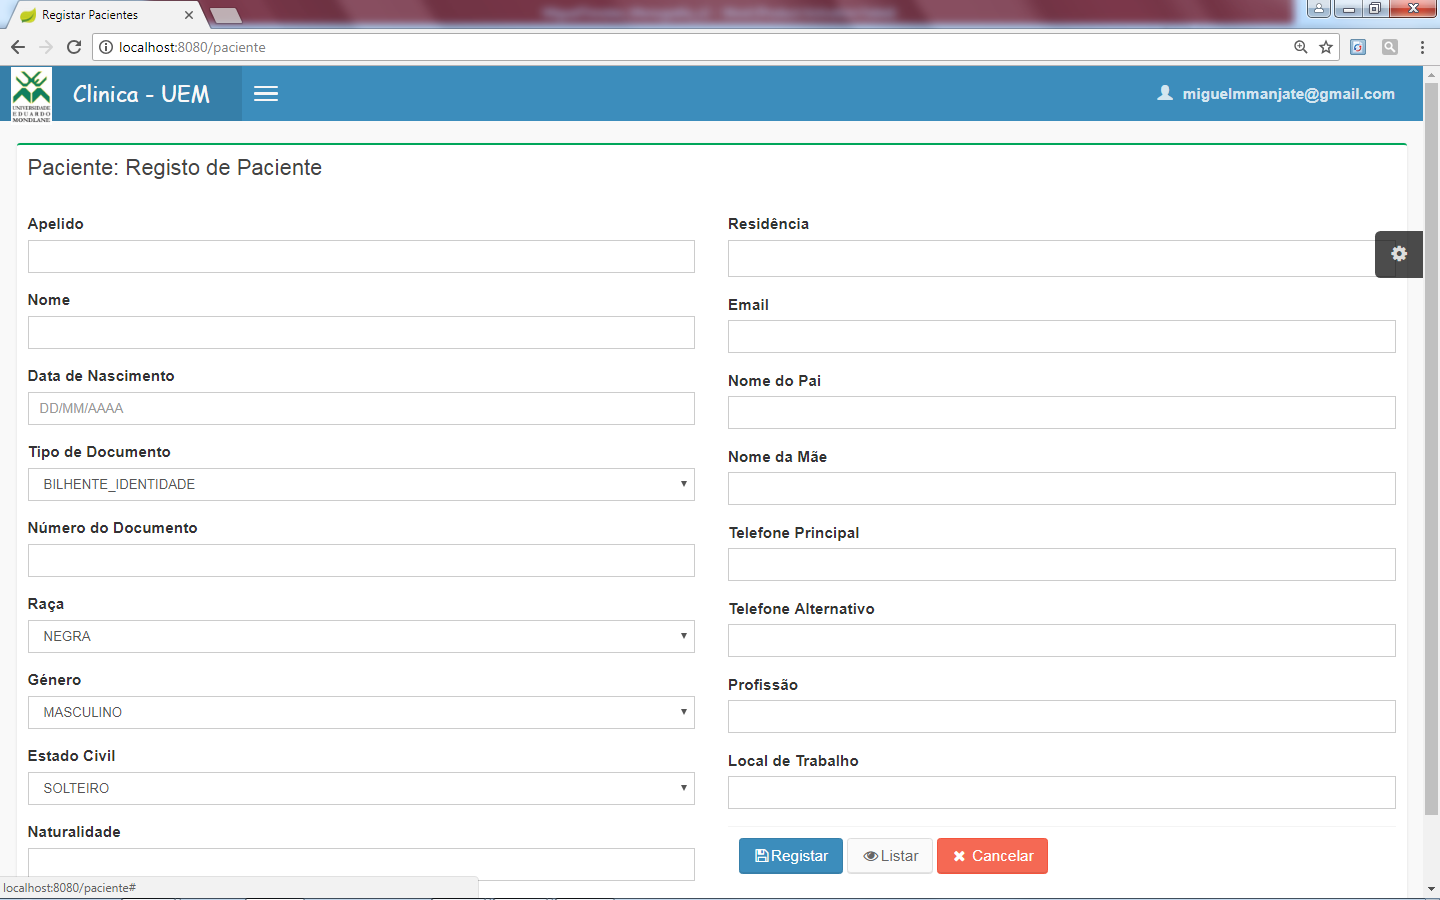 Registar Pacientes
localhost:8080/paciente
UNIVERSIDADE
EDUARDO
MONDLANE
Clinica - UEM
miguelmmanjate@gmail.com
Paciente: Registo de Paciente
Apelido
Nome
Data de Nascimento
DD/MM/AAAA
Tipo de Documento
BILHENTE_IDENTIDADE
Número do Documento
Raça
NEGRA
Género
MASCULINO
Estado Civil
SOLTEIRO
Naturalidade
Residência
Email
Nome do Pai
Nome da Mãe
Telefone Principal
Telefone Alternativo
Profissão
Local de Trabalho
Registar
Listar
Cancelar
localhost:8080/paciente#